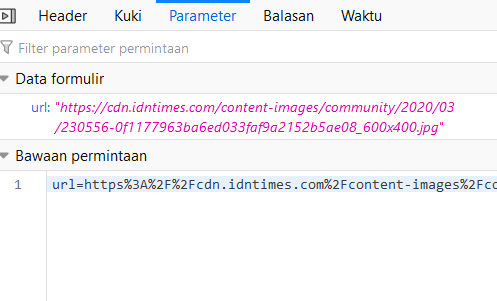 Header Kuki Parameter Balasan Waktu
Filter parameter permintaan
Data formulir
url: "https://cdn.idntimes.com/content-images/community/2020/03
/230556-0f1177963ba6ed033faf9a2152b5ae08_600x400.jpg"
Bawaan permintaan
1 url=https%3A%2F%2Fcdn.idntimes.com%2Fcontent-images%2Fco